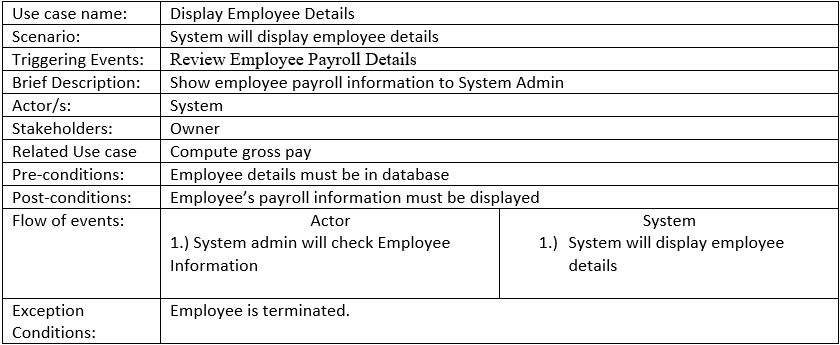 Use case name: Display Employee Details
Scenario: System will display employee details
Triggering Events: Review Employee Payroll Details
Brief Description: Show employee payroll information to System Admin
Actor/s: System
Stakeholders: Owner
Related Use case Compute gross pay
Pre-conditions: Employee details must be in database
Post-conditions: Employee's payroll information must be displayed
Flow of events:
Actor
1.) System admin will check Employee
Information
System
1.) System will display employee
details
Exception
Conditions:
Employee is terminated.